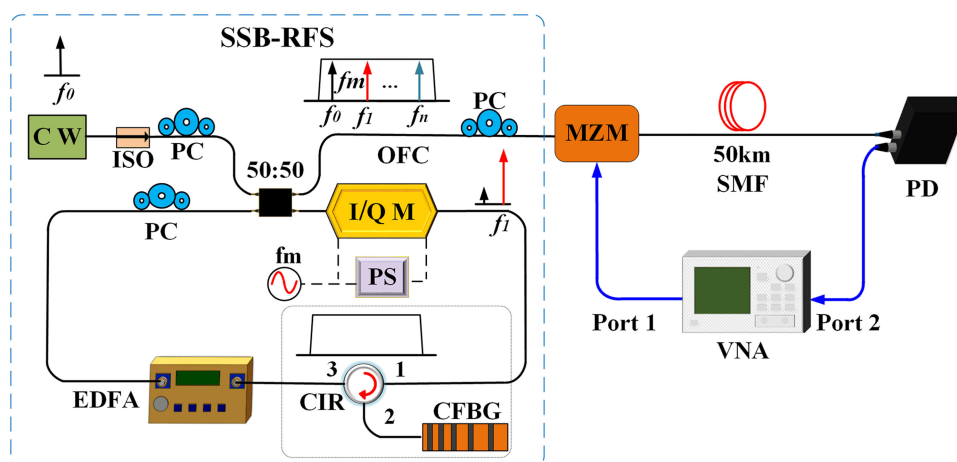 SSB-RFS
f0
fm ...
f0 f1 fn
PC
C W
ISO
PC
OFC
50:50
MZM
50km
SMF
PD
PC
I/Q M
f1
fm
PS
Port 1
Port 2
VNA
3
1
CIR
2
CFBG
EDFA